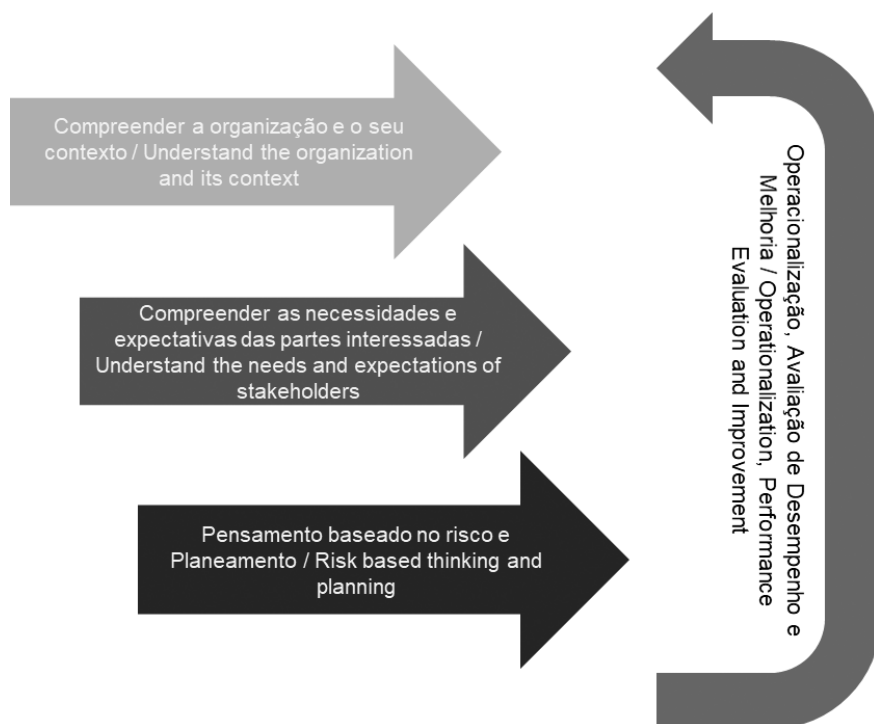 Compreender a organização e o seu
contexto / Understand the organization
and its context
Compreender as necessidades e
expectativas das partes interessadas /
Understand the needs and expectations of
stakeholders
Pensamento baseado no risco e
Planeamento / Risk based thinking and
planning
Operacionalização, Avaliação de Desempenho e
Melhoria / Operationalization, Performance
Evaluation and Improvement